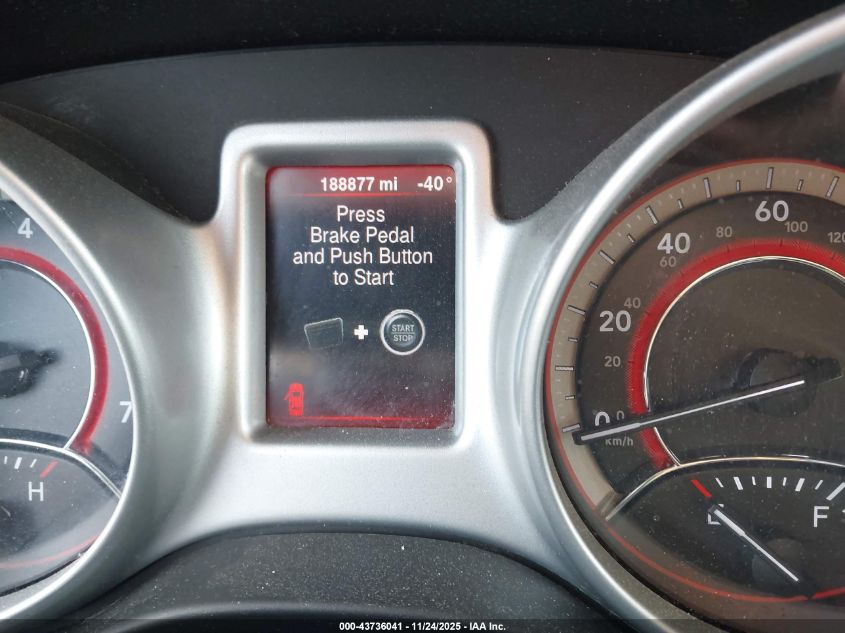 188877 mi -40°
Press
Brake Pedal
and Push Button
to Start
START
STOP
4
7
H
60
40
20
0
120
100
80
60
40
20
0
km/h
F
000-43736041 - 11/24/2025 - IAA Inc.